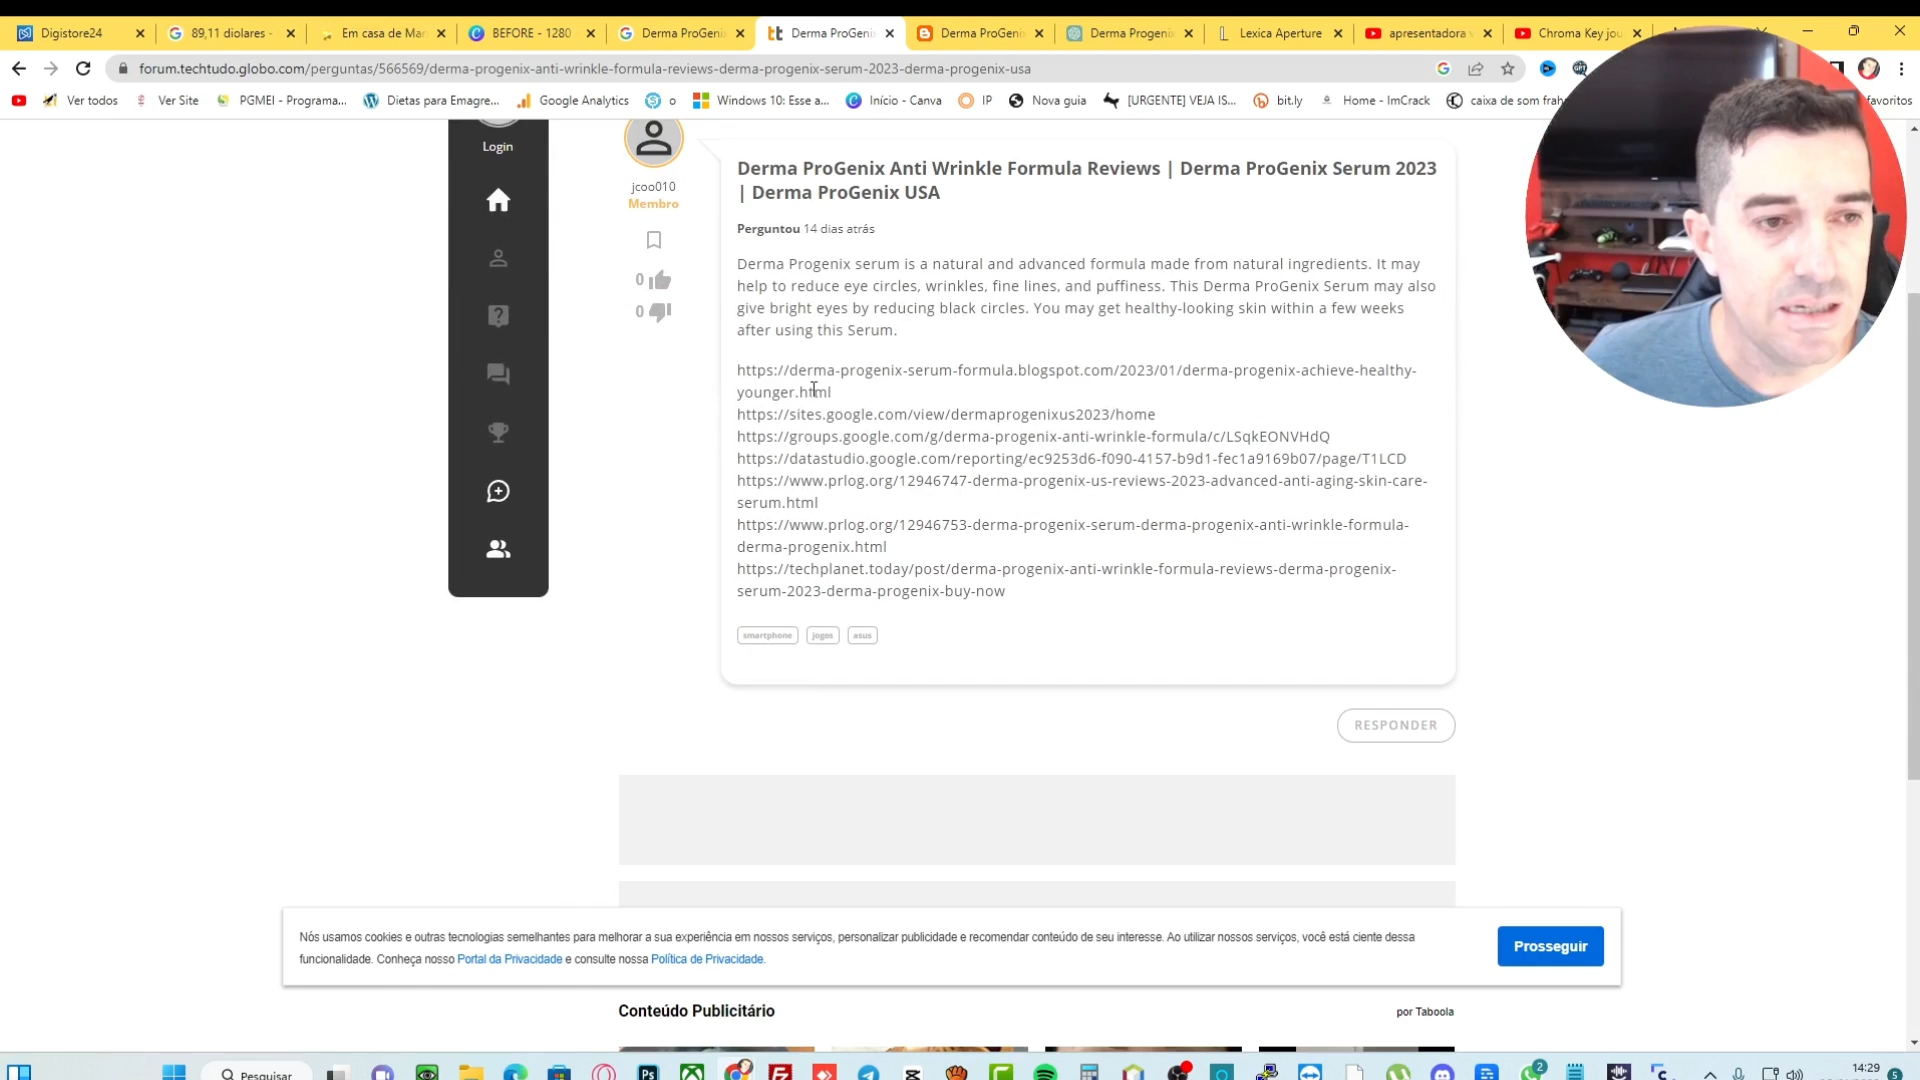 Digistore24
89,11 diolares -
Em casa de Mar
BEFORE - 1280
Derma ProGeni
Derma ProGeni
Derma ProGeni
Derma Progenix
Lexica Aperture
apresentadora
Chroma Key jou
forum.techtudo.globo.com/perguntas/566569/derma-progenix-anti-wrinkle-formula-reviews-derma-progenix-serum-2023-derma-progenix-usa
Ver todos
Ver Site
PGMEI - Programa...
Dietas para Emagre...
Google Analytics
o
Windows 10: Esse a...
Início - Canva
IP
Nova guia
[URGENTE] VEJA IS...
bit.ly
Home - ImCrack
caixa de som frah
favoritos
Login
jcoo010
Membro
0
0
Derma ProGenix Anti Wrinkle Formula Reviews | Derma ProGenix Serum 2023
| Derma ProGenix USA
Perguntou 14 dias atrás
Derma Progenix serum is a natural and advanced formula made from natural ingredients. It may
help to reduce eye circles, wrinkles, fine lines, and puffiness. This Derma ProGenix Serum may also
give bright eyes by reducing black circles. You may get healthy-looking skin within a few weeks
after using this Serum.
https://derma-progenix-serum-formula.blogspot.com/2023/01/derma-progenix-achieve-healthy-
younger.html
https://sites.google.com/view/dermaprogenixus2023/home
https://groups.google.com/g/derma-progenix-anti-wrinkle-formula/c/LSqkEONVHdQ
https://datastudio.google.com/reporting/ec9253d6-f090-4157-b9d1-fec1a9169b07/page/T1LCD
https://www.prlog.org/12946747-derma-progenix-us-reviews-2023-advanced-anti-aging-skin-care-
serum.html
https://www.prlog.org/12946753-derma-progenix-serum-derma-progenix-anti-wrinkle-formula-
derma-progenix.html
https://techplanet.today/post/derma-progenix-anti-wrinkle-formula-reviews-derma-progenix-
serum-2023-derma-progenix-buy-now
smartphone
jogos
asus
RESPONDER
Nós usamos cookies e outras tecnologias semelhantes para melhorar a sua experiência em nossos serviços, personalizar publicidade e recomendar conteúdo de seu interesse. Ao utilizar nossos serviços, você está ciente dessa
funcionalidade. Conheça nosso Portal da Privacidade e consulte nossa Política de Privacidade.
Prosseguir
Conteúdo Publicitário
por Taboola
Pesquisar
2
14:29
5